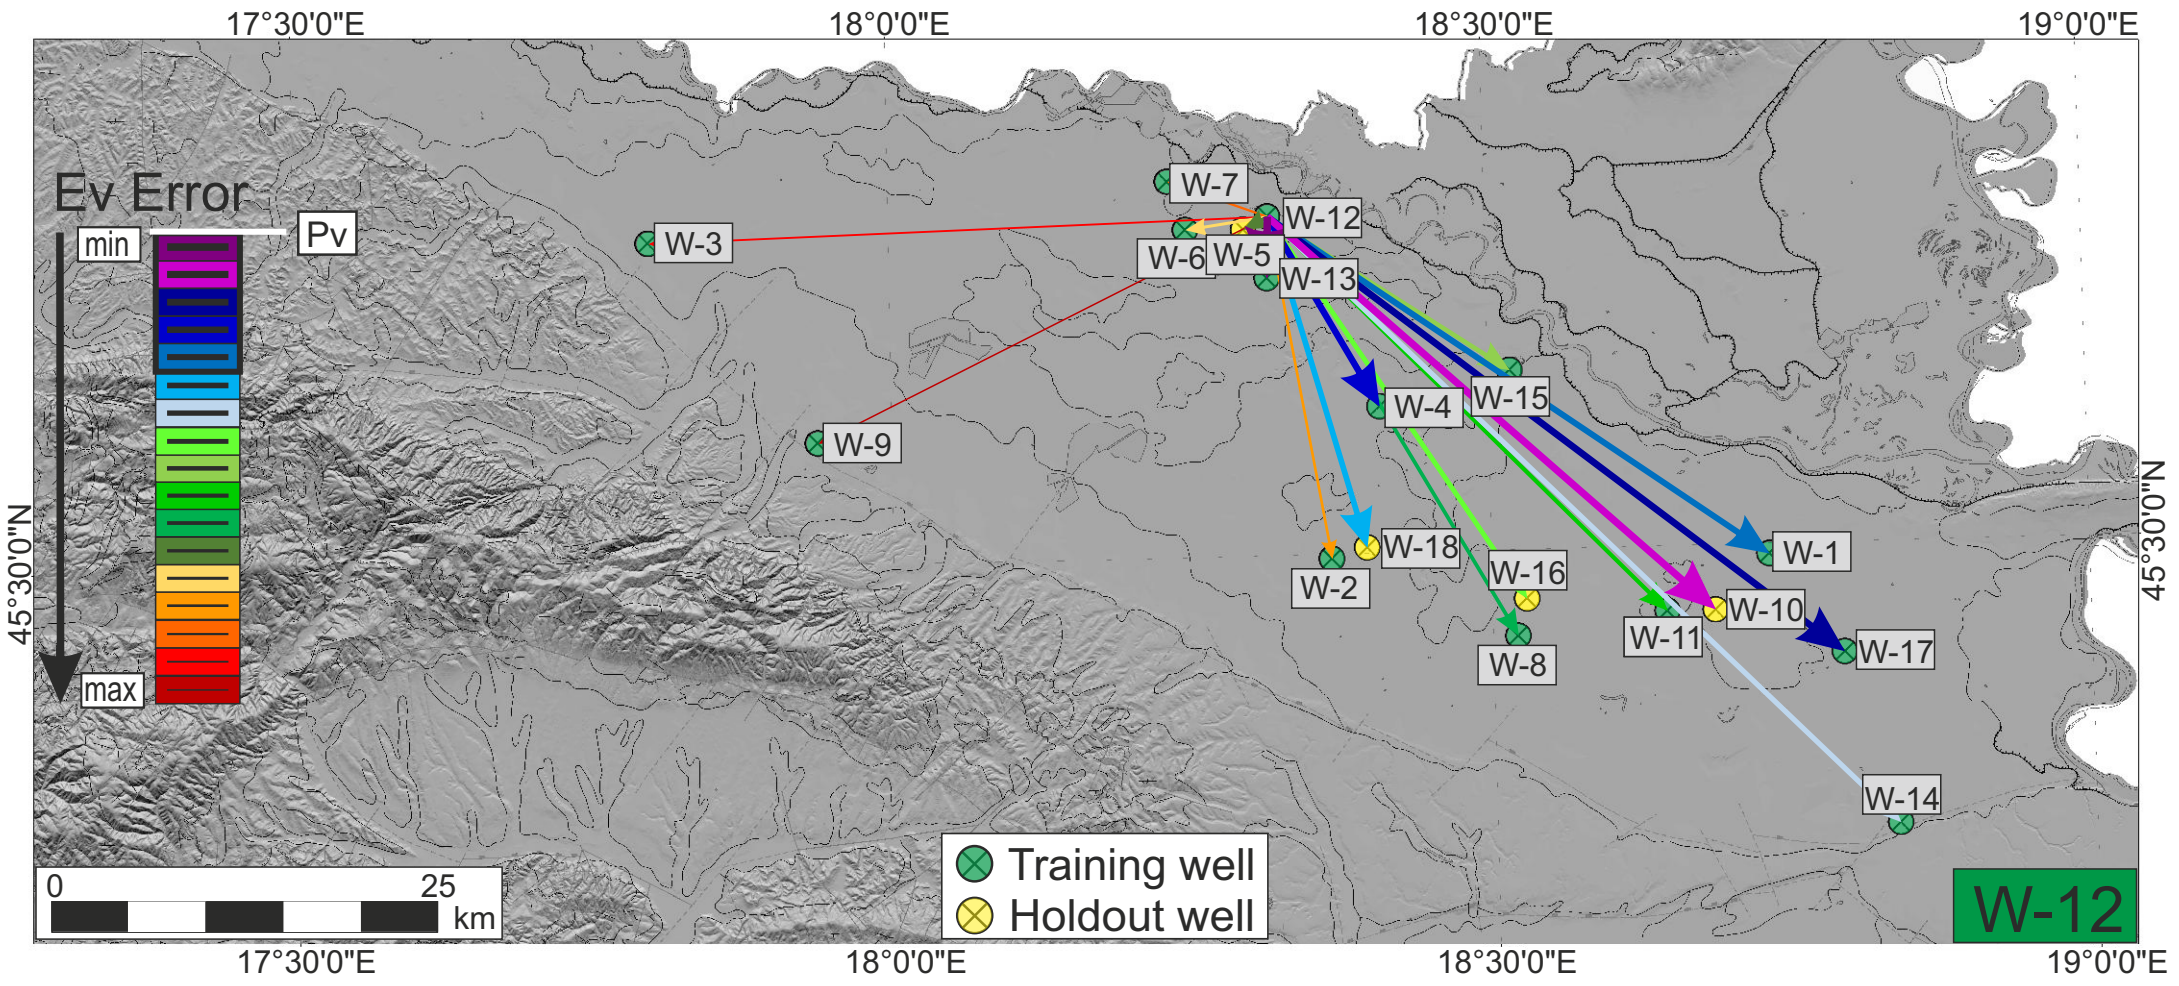 17°30'0"E
18°0'0"E
18°30'0"E
19°0'0"E
Ev Error
min
Pv
max
W-7
W-12
W-3
W-6
W-5
W-13
W-15
W-4
W-9
W-18
W-1
W-2
W-16
W-10
W-11
W-17
W-8
W-14
45°30'0"N
45°30'0"N
0
25
km
Training well
Holdout well
W-12
17°30'0"E
18°0'0"E
18°30'0"E
19°0'0"E